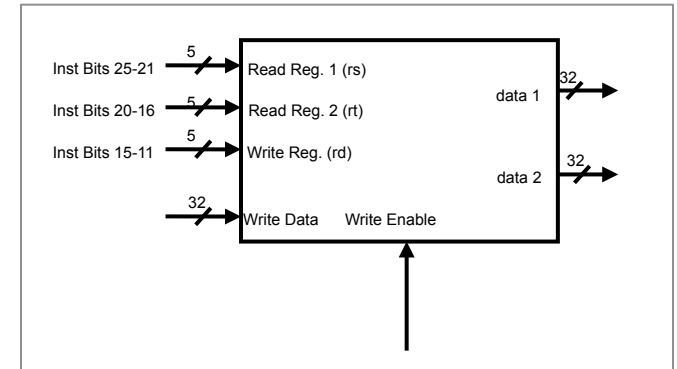 5
Inst Bits 25-21
Read Reg. 1 (rs)
32
data 1
5
Inst Bits 20-16
Read Reg. 2 (rt)
5
Inst Bits 15-11
Write Reg. (rd)
32
data 2
32
Write Data
Write Enable